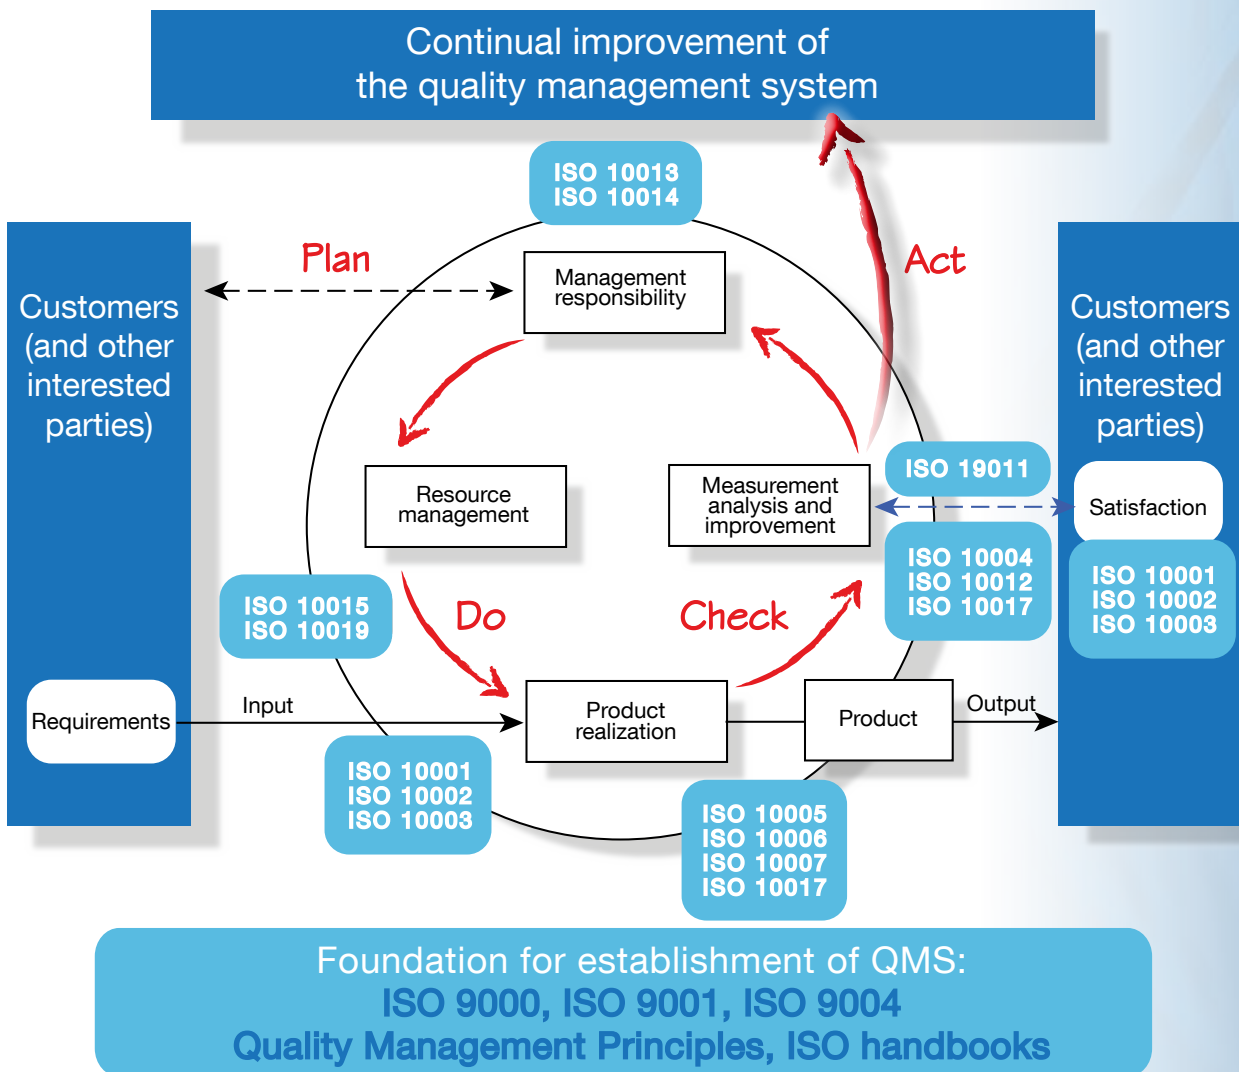 Continual improvement of
the quality management system
ISO 10013
ISO 10014
Plan
Act
Management
responsibility
Customers
(and other
interested
parties)
Customers
(and other
interested
parties)
ISO 19011
Resource
management
Measurement
analysis and
improvement
Satisfaction
ISO 10004
ISO 10012
ISO 10017
ISO 10001
ISO 10002
ISO 10003
ISO 10015
ISO 10019
Do
Check
Requirements
Input
Product
realization
Product
Output
ISO 10001
ISO 10002
ISO 10003
ISO 10005
ISO 10006
ISO 10007
ISO 10017
Foundation for establishment of QMS:
ISO 9000, ISO 9001, ISO 9004
Quality Management Principles, ISO handbooks